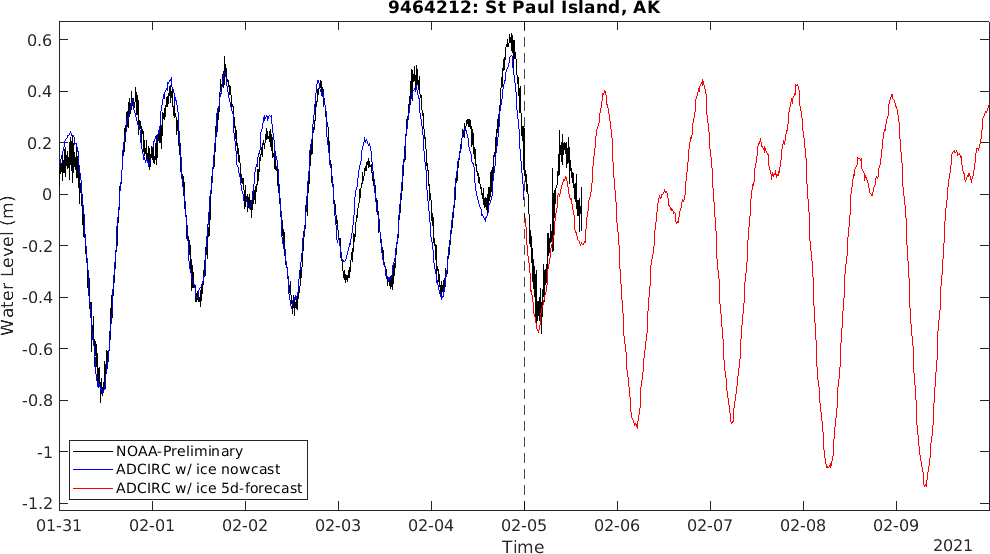 9464212: St Paul Island, AK
0.6
0.4
0.2
0
-0.2
-0.4
-0.6
-0.8
-1
-1.2
Water Level (m)
NOAA-Preliminary
ADCIRC w/ ice nowcast
ADCIRC w/ ice 5d-forecast
01-31 02-01 02-02 02-03 02-04 02-05 02-06 02-07 02-08 02-09
Time
2021